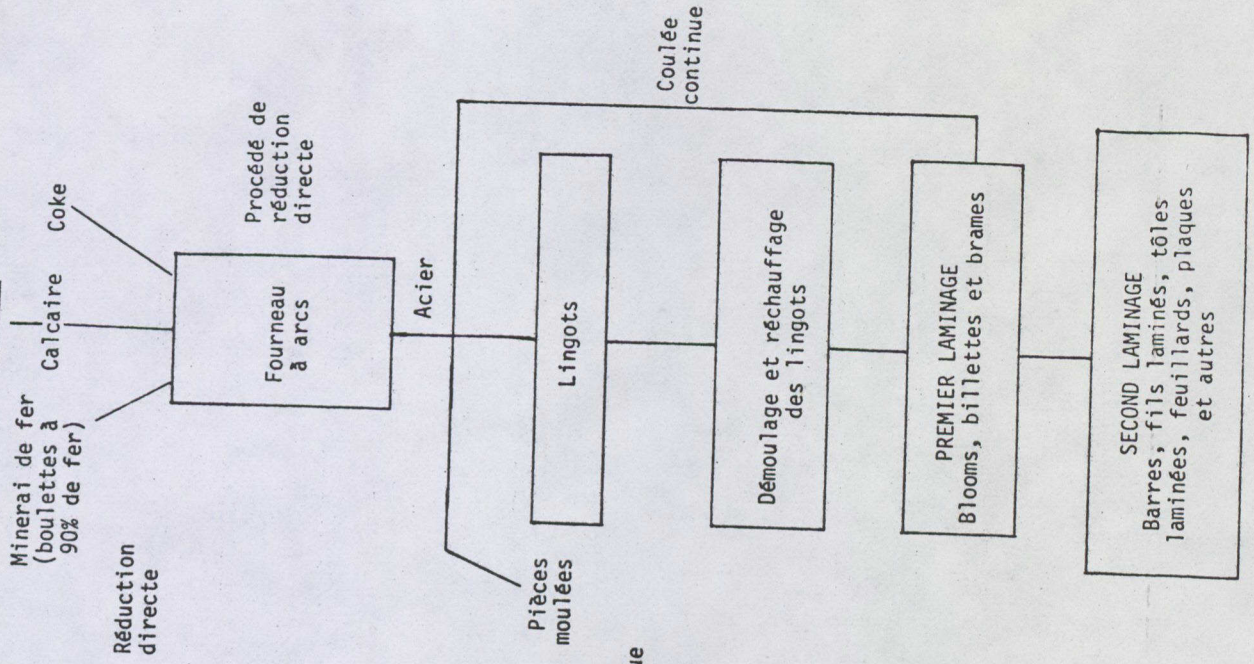 Minerai de fer
(boulettes à
90% de fer)
Calcaire
Coke
Réduction
directe
Fourneau
à arcs
Procédé de
réduction
directe
Acier
Coulée
continue
Pièces
moulées
Lingots
Démoulage et réchauffage
des lingots
PREMIER LAMINAGE
Blooms, billettes et brames
SECOND LAMINAGE
Barres, fils laminés, tôles
laminées, feuillards, plaques
et autres